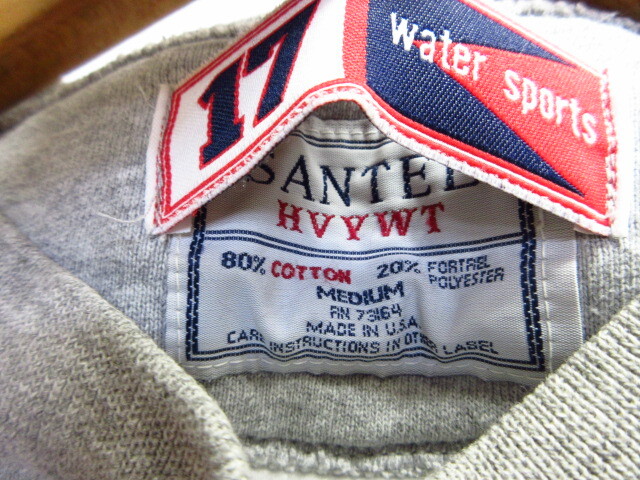 17 water sports
SANTEE
HVYWT
80% COTTON 20% FORTREL POLYESTER
MEDIUM
RN 73164
MADE IN U.S.A.
CARE INSTRUCTIONS IN OTHER LABEL